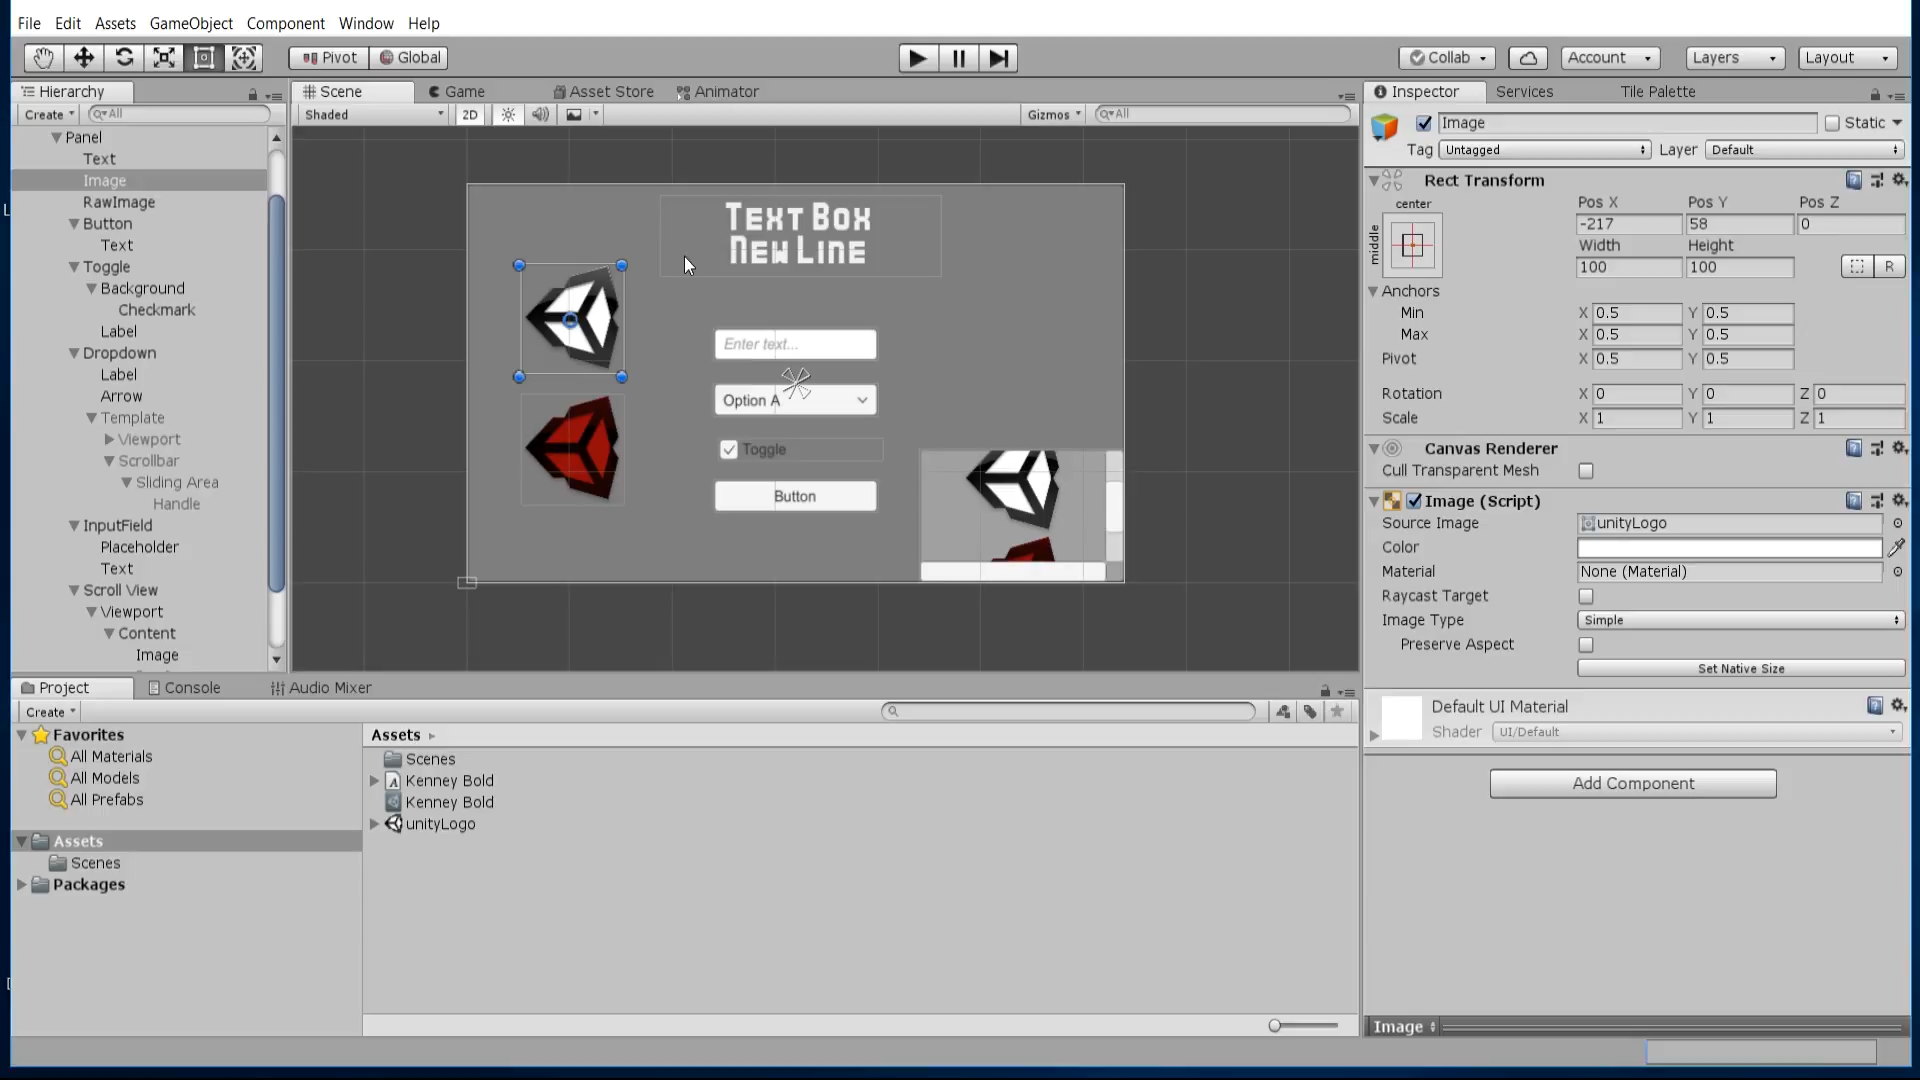 File Edit Assets GameObject Component Window Help
Pivot Global
Collab Account Layers Layout
Hierarchy
Create All
Panel
Text
Image
RawImage
Button
Text
Toggle
Background
Checkmark
Label
Dropdown
Label
Arrow
Template
Viewport
Scrollbar
Sliding Area
Handle
InputField
Placeholder
Text
Scroll View
Viewport
Content
Image
Scene Game Asset Store Animator
Shaded 2D Gizmos All
Text Box
New Line
Enter text...
Option A
Toggle
Button
Inspector Services Tile Palette
Image Static
Tag Untagged Layer Default
Rect Transform
center
middle
Pos X Pos Y Pos Z
-217 58 0
Width Height
100 100 R
Anchors
Min X 0.5 Y 0.5
Max X 0.5 Y 0.5
Pivot X 0.5 Y 0.5
Rotation X 0 Y 0 Z 0
Scale X 1 Y 1 Z 1
Canvas Renderer
Cull Transparent Mesh
Image (Script)
Source Image unityLogo
Color
Material None (Material)
Raycast Target
Image Type Simple
Preserve Aspect
Set Native Size
Default UI Material
Shader UI/Default
Add Component
Image
Project Console Audio Mixer
Create
Favorites
All Materials
All Models
All Prefabs
Assets
Scenes
Packages
Assets
Scenes
Kenney Bold
Kenney Bold
unityLogo